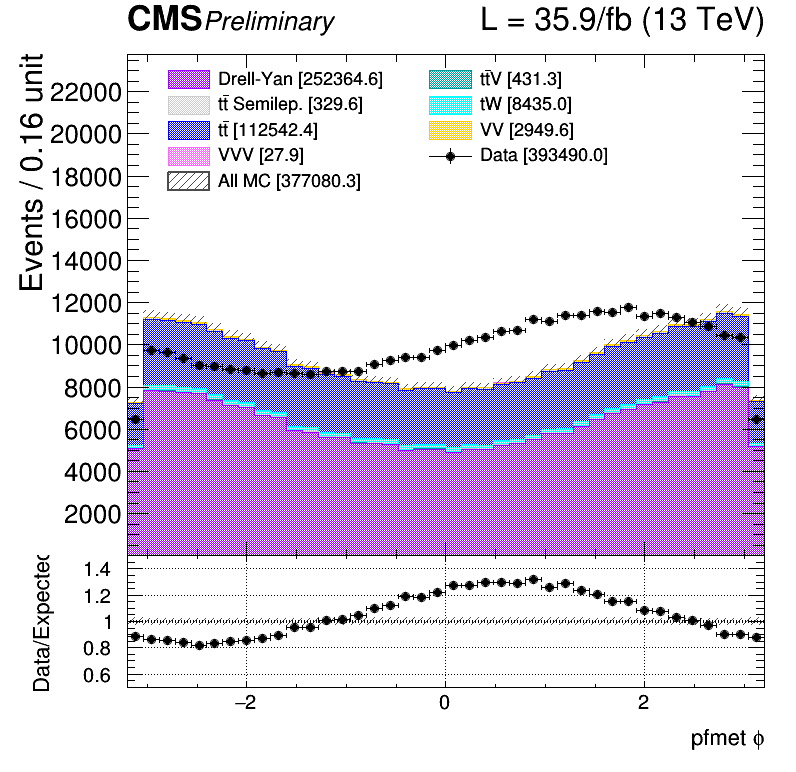 CMS Preliminary L = 35.9/fb (13 TeV)
Events / 0.16 unit
22000
20000
18000
16000
14000
12000
10000
8000
6000
4000
2000
Drell-Yan [252364.6]
tt̄ Semilep. [329.6]
tt̄ [112542.4]
VVV [27.9]
All MC [377080.3]
tt̄V [431.3]
tW [8435.0]
VV [2949.6]
Data [393490.0]
Data/Expected
1.4
1.2
1
0.8
0.6
−2 0 2
pfmet ϕ